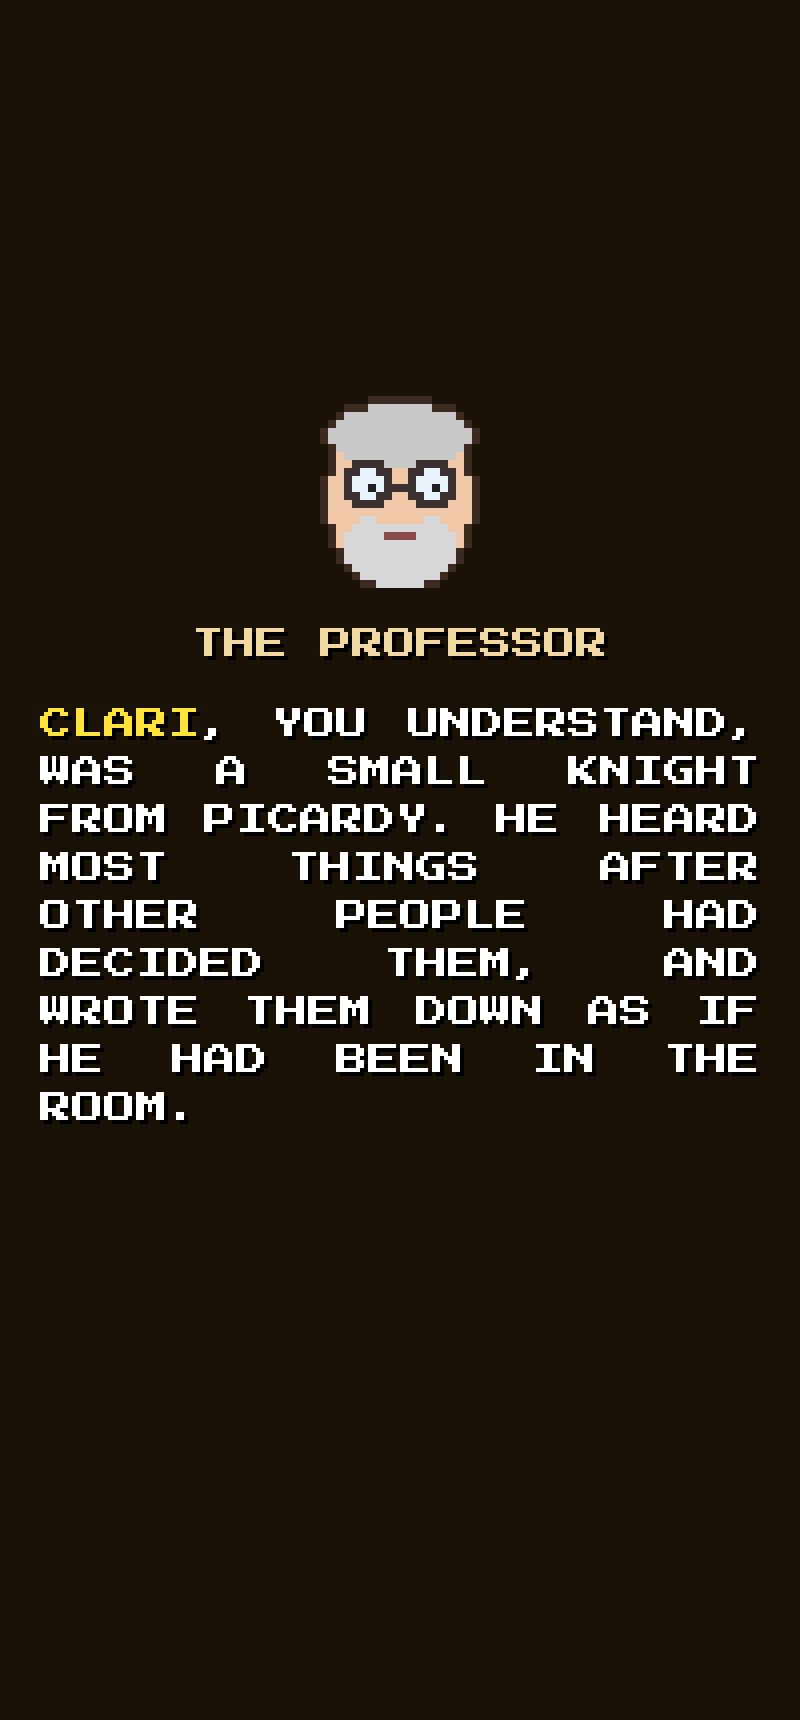 THE PROFESSOR
CLARI, YOU UNDERSTAND,
WAS A SMALL KNIGHT
FROM PICARDY. HE HEARD
MOST THINGS AFTER
OTHER PEOPLE HAD
DECIDED THEM, AND
WROTE THEM DOWN AS IF
HE HAD BEEN IN THE
ROOM.